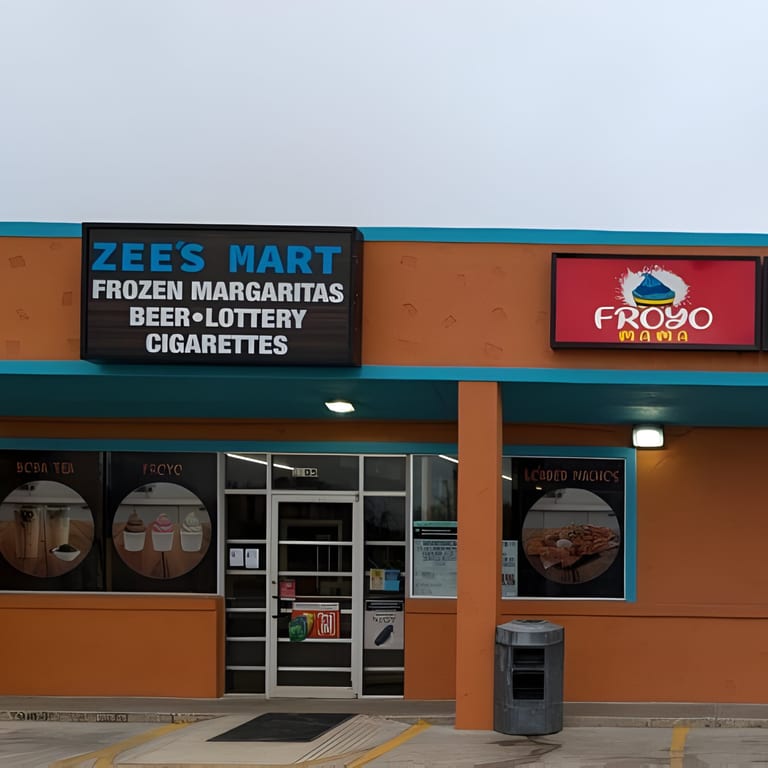 ZEE'S MART
FROZEN MARGARITAS
BEER•LOTTERY
CIGARETTES
FROYO
MAMA
BOBA TEA
FROYO
LOADED NACHOS